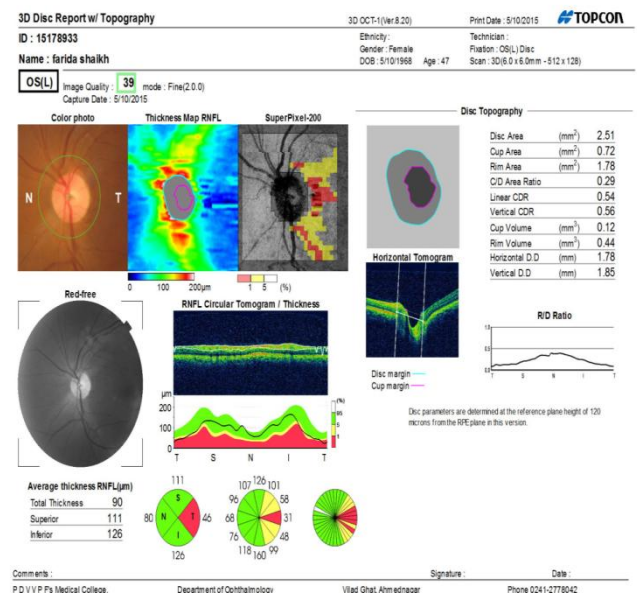 3D Disc Report w/ Topography
3D OCT-1(Ver.8.20)
Print Date : 5/10/2015
TOPCON
ID : 15178933
Ethnicity :
Technician :
Gender : Female
Fixation : OS(L) Disc
Name : farida shaikh
DOB : 5/10/1968 Age : 47
Scan : 3D(6.0 x 6.0mm - 512 x 128)
OS(L)
Image Quality : 39 mode : Fine(2.0.0)
Capture Date : 5/10/2015
Color photo
Thickness Map RNFL
SuperPixel-200
N
T
0 100 200µm
1 5 (%)
Disc Topography
Disc Area (mm²) 2.51
Cup Area (mm²) 0.72
Rim Area (mm²) 1.78
C/D Area Ratio 0.29
Linear CDR 0.54
Vertical CDR 0.56
Cup Volume (mm³) 0.12
Rim Volume (mm³) 0.44
Horizontal D.D (mm) 1.78
Vertical D.D (mm) 1.85
Horizontal Tomogram
Disc margin
Cup margin
R/D Ratio
T S N I T
Disc parameters are determined at the reference plane height of 120
microns from the RPE plane in this version.
Red-free
RNFL Circular Tomogram / Thickness
µm
200
100
0
T S N I T
(%)
95
5
1
Average thickness RNFL(µm)
Total Thickness 90
Superior 111
Inferior 126
111
S
80 N T 46
I
126
107 126 101
96 58
68 31
76 48
118 160 99
Comments :
Signature :
Date :
P D V V P F's Medical College,
Department of Ophthalmology
Vilad Ghat, Ahmednagar
Phone 0241-2778042